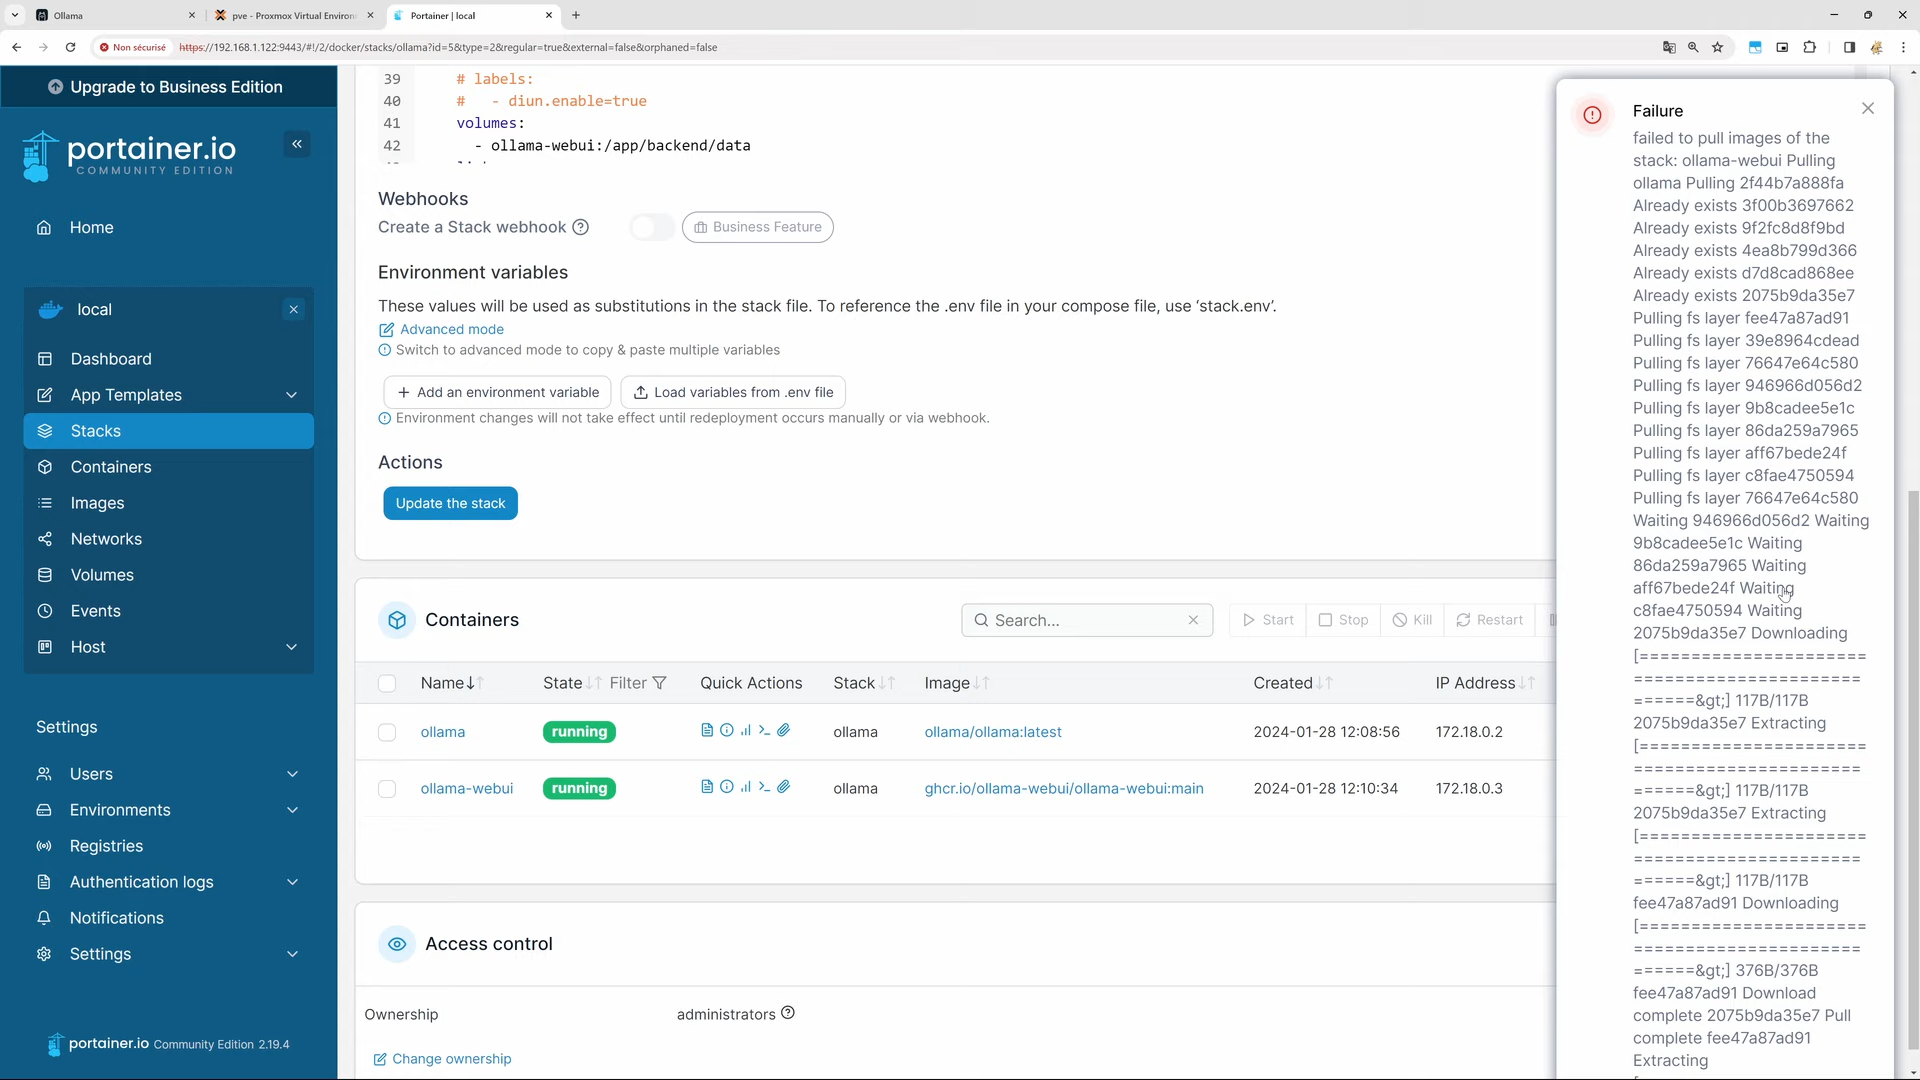 Ollama
pve - Proxmox Virtual Environ
Portainer | local
Non sécurisé
https://192.168.1.122:9443/#!/2/docker/stacks/ollama?id=5&type=2&regular=true&external=false&orphaned=false
Upgrade to Business Edition
portainer.io
COMMUNITY EDITION
Home
local
Dashboard
App Templates
Stacks
Containers
Images
Networks
Volumes
Events
Host
Settings
Users
Environments
Registries
Authentication logs
Notifications
Settings
portainer.io Community Edition 2.19.4
39 # labels:
40 # - diun.enable=true
41 volumes:
42 - ollama-webui:/app/backend/data
Webhooks
Create a Stack webhook
Business Feature
Environment variables
These values will be used as substitutions in the stack file. To reference the .env file in your compose file, use ‘stack.env’.
Advanced mode
Switch to advanced mode to copy & paste multiple variables
+ Add an environment variable
Load variables from .env file
Environment changes will not take effect until redeployment occurs manually or via webhook.
Actions
Update the stack
Containers
Search...
Start
Stop
Kill
Restart
Name State Filter Quick Actions Stack Image Created IP Address
ollama running ollama ollama/ollama:latest 2024-01-28 12:08:56 172.18.0.2
ollama-webui running ollama ghcr.io/ollama-webui/ollama-webui:main 2024-01-28 12:10:34 172.18.0.3
Access control
Ownership administrators
Change ownership
Failure
failed to pull images of the
stack: ollama-webui Pulling
ollama Pulling 2f44b7a888fa
Already exists 3f00b3697662
Already exists 9f2fc8d8f9bd
Already exists 4ea8b799d366
Already exists d7d8cad868ee
Already exists 2075b9da35e7
Pulling fs layer fee47a87ad91
Pulling fs layer 39e8964cdead
Pulling fs layer 76647e64c580
Pulling fs layer 946966d056d2
Pulling fs layer 9b8cadee5e1c
Pulling fs layer 86da259a7965
Pulling fs layer aff67bede24f
Pulling fs layer c8fae4750594
Pulling fs layer 76647e64c580
Waiting 946966d056d2 Waiting
9b8cadee5e1c Waiting
86da259a7965 Waiting
aff67bede24f Waiting
c8fae4750594 Waiting
2075b9da35e7 Downloading
[======================
======================
======&gt;] 117B/117B
2075b9da35e7 Extracting
[======================
======================
======&gt;] 117B/117B
2075b9da35e7 Extracting
[======================
======================
======&gt;] 117B/117B
fee47a87ad91 Downloading
[======================
======================
======&gt;] 376B/376B
fee47a87ad91 Download
complete 2075b9da35e7 Pull
complete fee47a87ad91
Extracting